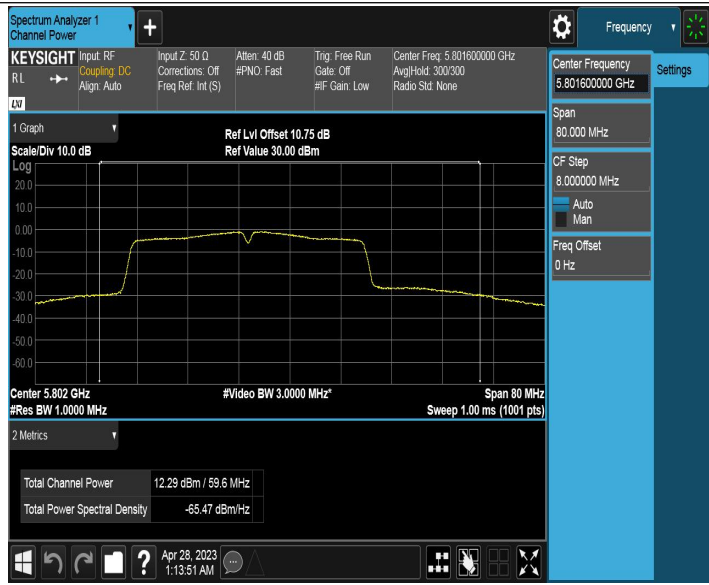 Spectrum Analyzer 1
Channel Power
+
Frequency
KEYSIGHT
RL
LXI
Input: RF
Coupling: DC
Align: Auto
Input Z: 50 Ω
Corrections: Off
Freq Ref: Int (S)
Atten: 40 dB
#PNO: Fast
Trig: Free Run
Gate: Off
#IF Gain: Low
Center Freq: 5.801600000 GHz
Avg|Hold: 300/300
Radio Std: None
Center Frequency
5.801600000 GHz
Settings
Span
80.000 MHz
CF Step
8.000000 MHz
Auto
Man
Freq Offset
0 Hz
1 Graph
Scale/Div 10.0 dB
Ref Lvl Offset 10.75 dB
Ref Value 30.00 dBm
Log
20.0
10.0
0.00
-10.0
-20.0
-30.0
-40.0
-50.0
-60.0
Center 5.802 GHz
#Video BW 3.0000 MHz*
Span 80 MHz
#Res BW 1.0000 MHz
Sweep 1.00 ms (1001 pts)
2 Metrics
Total Channel Power 12.29 dBm / 59.6 MHz
Total Power Spectral Density -65.47 dBm/Hz
?
Apr 28, 2023
1:13:51 AM